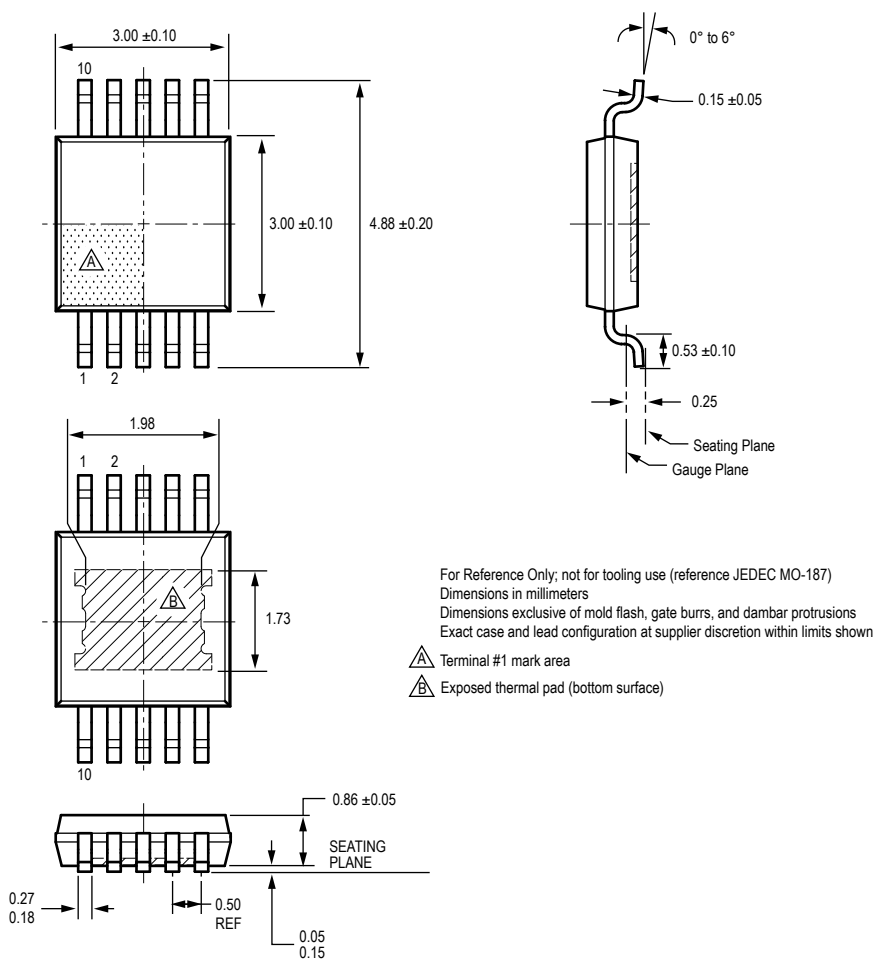 3.00 ±0.10
10
3.00 ±0.10
4.88 ±0.20
A
1 2
0° to 6°
0.15 ±0.05
0.53 ±0.10
0.25
Seating Plane
Gauge Plane
1.98
1 2
B
1.73
10
For Reference Only; not for tooling use (reference JEDEC MO-187)
Dimensions in millimeters
Dimensions exclusive of mold flash, gate burrs, and dambar protrusions
Exact case and lead configuration at supplier discretion within limits shown
A Terminal #1 mark area
B Exposed thermal pad (bottom surface)
0.86 ±0.05
SEATING
PLANE
0.27
0.18
0.50
REF
0.05
0.15